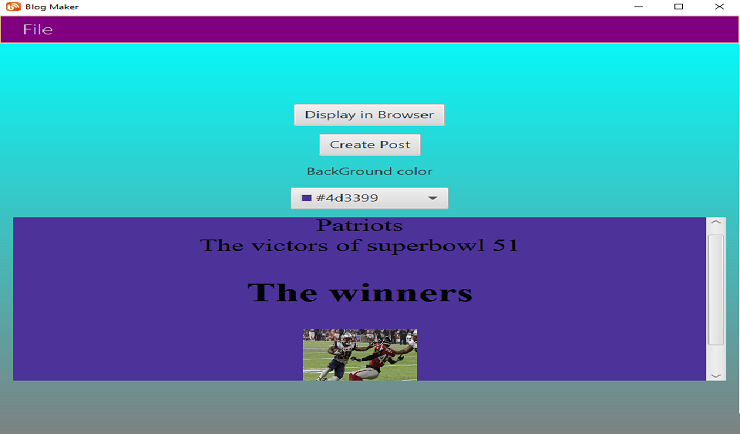 Blog Maker
File
Display in Browser
Create Post
BackGround color
#4d3399
Patriots
The victors of superbowl 51
The winners